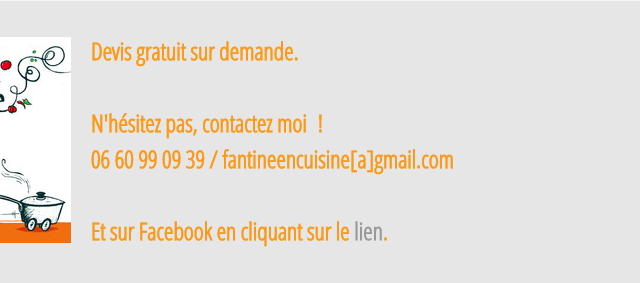 Devis gratuit sur demande.
N'hésitez pas, contactez moi  !
06 60 99 09 39 / fantineencuisine[a]gmail.com
Et sur Facebook en cliquant sur le lien.